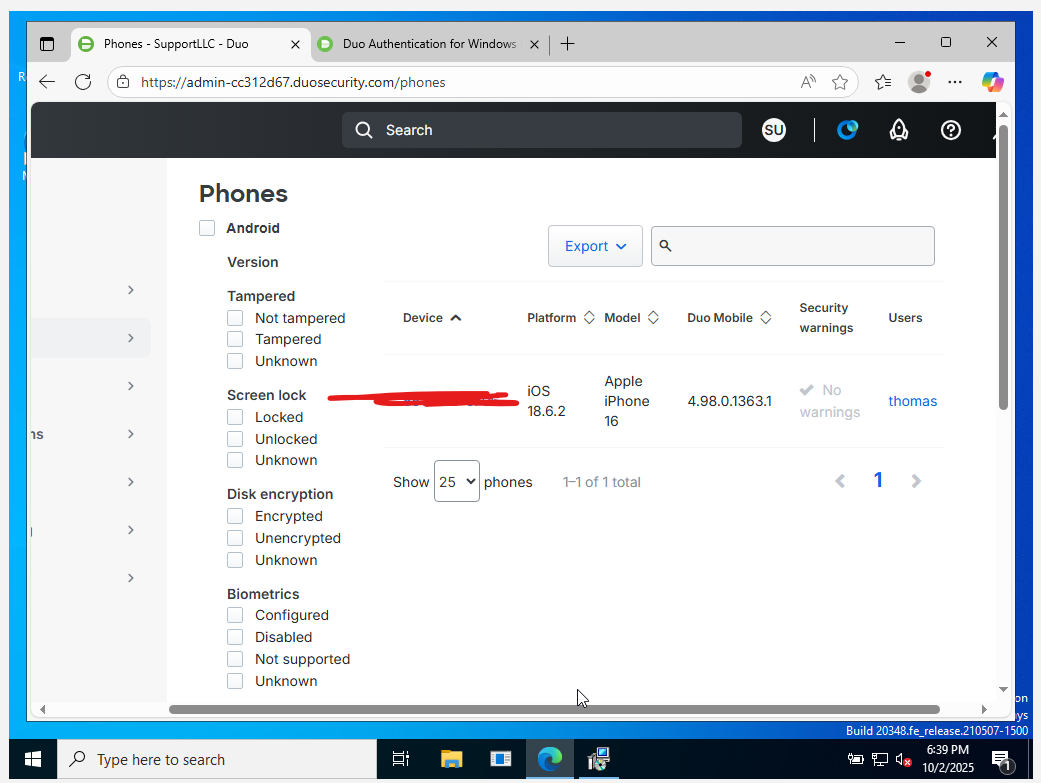 Phones - SupportLLC - Duo
Duo Authentication for Windows
https://admin-cc312d67.duosecurity.com/phones
Search
SU
Phones
Android
Version
Tampered
Not tampered
Tampered
Unknown
Screen lock
Locked
Unlocked
Unknown
Disk encryption
Encrypted
Unencrypted
Unknown
Biometrics
Configured
Disabled
Not supported
Unknown
Export
Device Platform Model Duo Mobile Security warnings Users
iOS 18.6.2 Apple iPhone 16 4.98.0.1363.1 No warnings thomas
Show 25 phones 1–1 of 1 total 1
ns
on
ys
Build 20348.fe_release.210507-1500
Type here to search
6:39 PM
10/2/2025
1